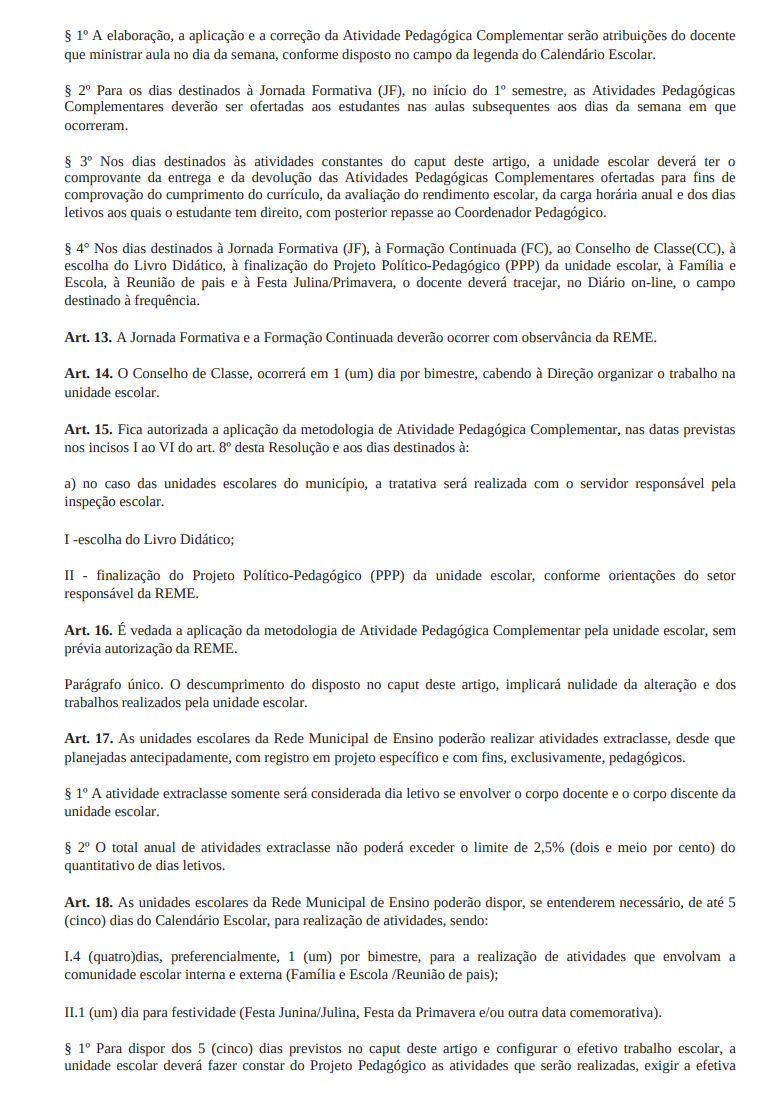 § 1º A elaboração, a aplicação e a correção da Atividade Pedagógica Complementar serão atribuições do docente
que ministrar aula no dia da semana, conforme disposto no campo da legenda do Calendário Escolar.
§ 2º Para os dias destinados à Jornada Formativa (JF), no início do 1º semestre, as Atividades Pedagógicas
Complementares deverão ser ofertadas aos estudantes nas aulas subsequentes aos dias da semana em que
ocorreram.
§ 3º Nos dias destinados às atividades constantes do caput deste artigo, a unidade escolar deverá ter o
comprovante da entrega e da devolução das Atividades Pedagógicas Complementares ofertadas para fins de
comprovação do cumprimento do currículo, da avaliação do rendimento escolar, da carga horária anual e dos dias
letivos aos quais o estudante tem direito, com posterior repasse ao Coordenador Pedagógico.
§ 4° Nos dias destinados à Jornada Formativa (JF), à Formação Continuada (FC), ao Conselho de Classe(CC), à
escolha do Livro Didático, à finalização do Projeto Político-Pedagógico (PPP) da unidade escolar, à Família e
Escola, à Reunião de pais e à Festa Julina/Primavera, o docente deverá tracejar, no Diário on-line, o campo
destinado à frequência.
Art. 13. A Jornada Formativa e a Formação Continuada deverão ocorrer com observância da REME.
Art. 14. O Conselho de Classe, ocorrerá em 1 (um) dia por bimestre, cabendo à Direção organizar o trabalho na
unidade escolar.
Art. 15. Fica autorizada a aplicação da metodologia de Atividade Pedagógica Complementar, nas datas previstas
nos incisos I ao VI do art. 8º desta Resolução e aos dias destinados à:
a) no caso das unidades escolares do município, a tratativa será realizada com o servidor responsável pela
inspeção escolar.
I -escolha do Livro Didático;
II - finalização do Projeto Político-Pedagógico (PPP) da unidade escolar, conforme orientações do setor
responsável da REME.
Art. 16. É vedada a aplicação da metodologia de Atividade Pedagógica Complementar pela unidade escolar, sem
prévia autorização da REME.
Parágrafo único. O descumprimento do disposto no caput deste artigo, implicará nulidade da alteração e dos
trabalhos realizados pela unidade escolar.
Art. 17. As unidades escolares da Rede Municipal de Ensino poderão realizar atividades extraclasse, desde que
planejadas antecipadamente, com registro em projeto específico e com fins, exclusivamente, pedagógicos.
§ 1º A atividade extraclasse somente será considerada dia letivo se envolver o corpo docente e o corpo discente da
unidade escolar.
§ 2º O total anual de atividades extraclasse não poderá exceder o limite de 2,5% (dois e meio por cento) do
quantitativo de dias letivos.
Art. 18. As unidades escolares da Rede Municipal de Ensino poderão dispor, se entenderem necessário, de até 5
(cinco) dias do Calendário Escolar, para realização de atividades, sendo:
I.4 (quatro)dias, preferencialmente, 1 (um) por bimestre, para a realização de atividades que envolvam a
comunidade escolar interna e externa (Família e Escola /Reunião de pais);
II.1 (um) dia para festividade (Festa Junina/Julina, Festa da Primavera e/ou outra data comemorativa).
§ 1º Para dispor dos 5 (cinco) dias previstos no caput deste artigo e configurar o efetivo trabalho escolar, a
unidade escolar deverá fazer constar do Projeto Pedagógico as atividades que serão realizadas, exigir a efetiva